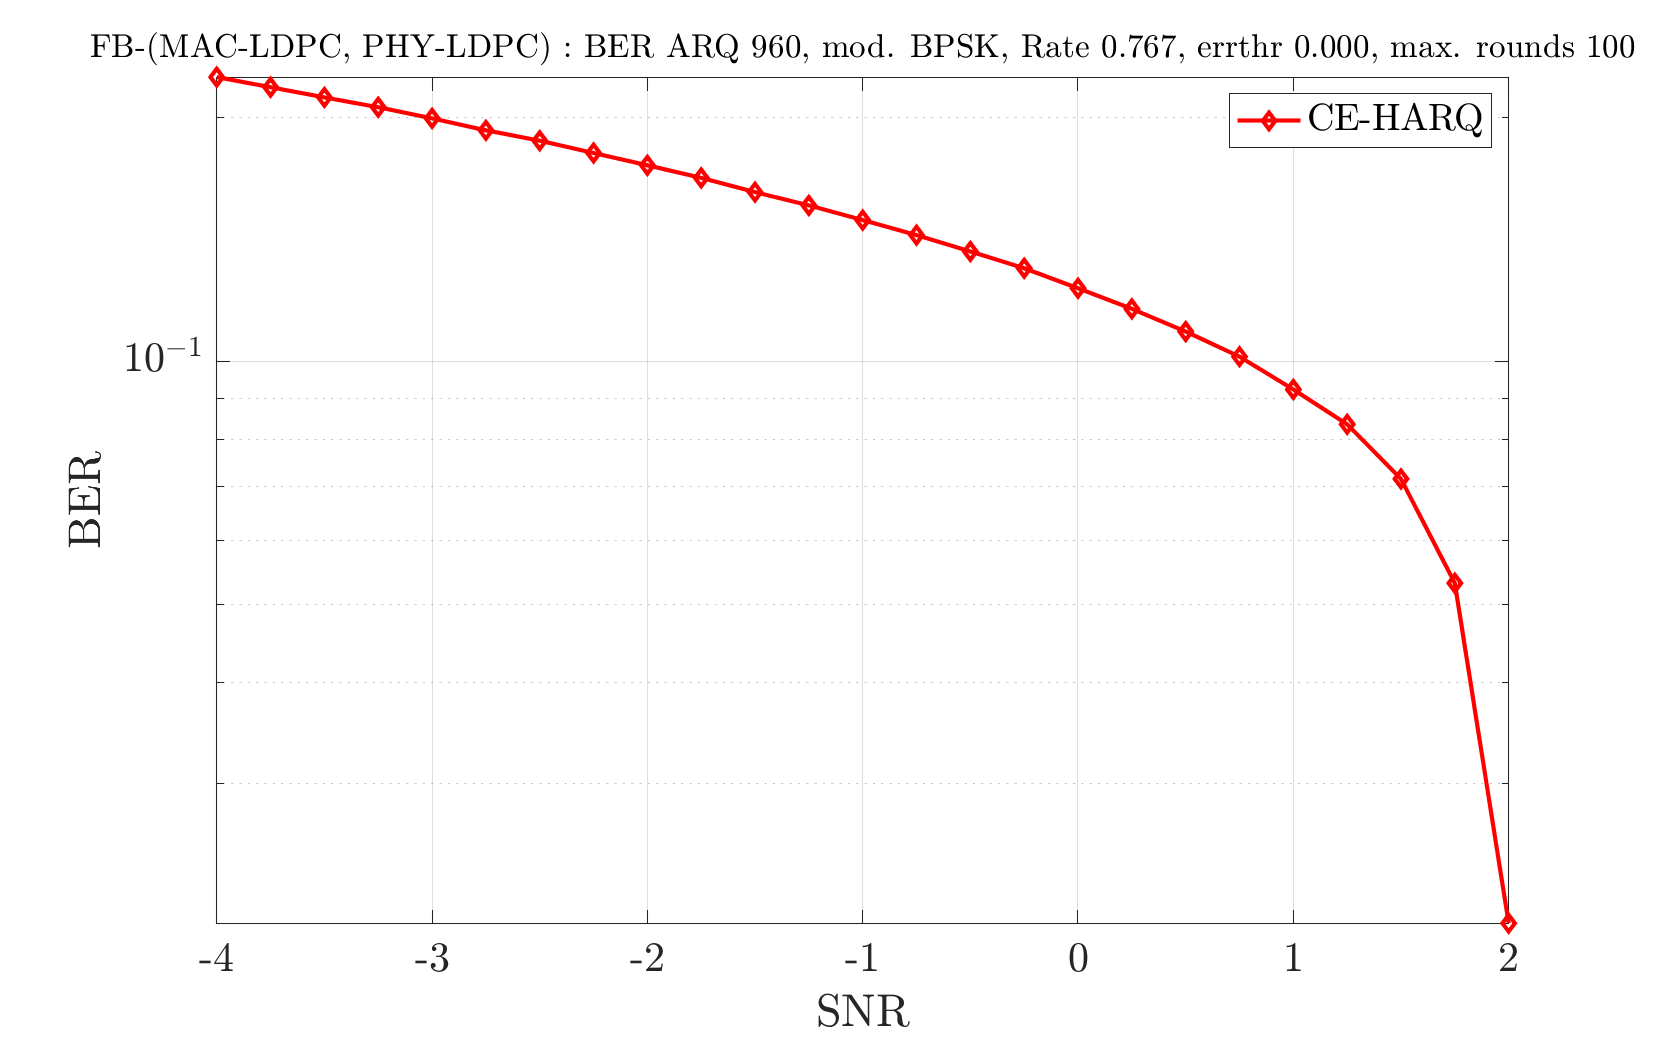 FB-(MAC-LDPC, PHY-LDPC) : BER ARQ 960, mod. BPSK, Rate 0.767, errthr 0.000, max. rounds 100
CE-HARQ
10⁻¹
BER
-4 -3 -2 -1 0 1 2
SNR